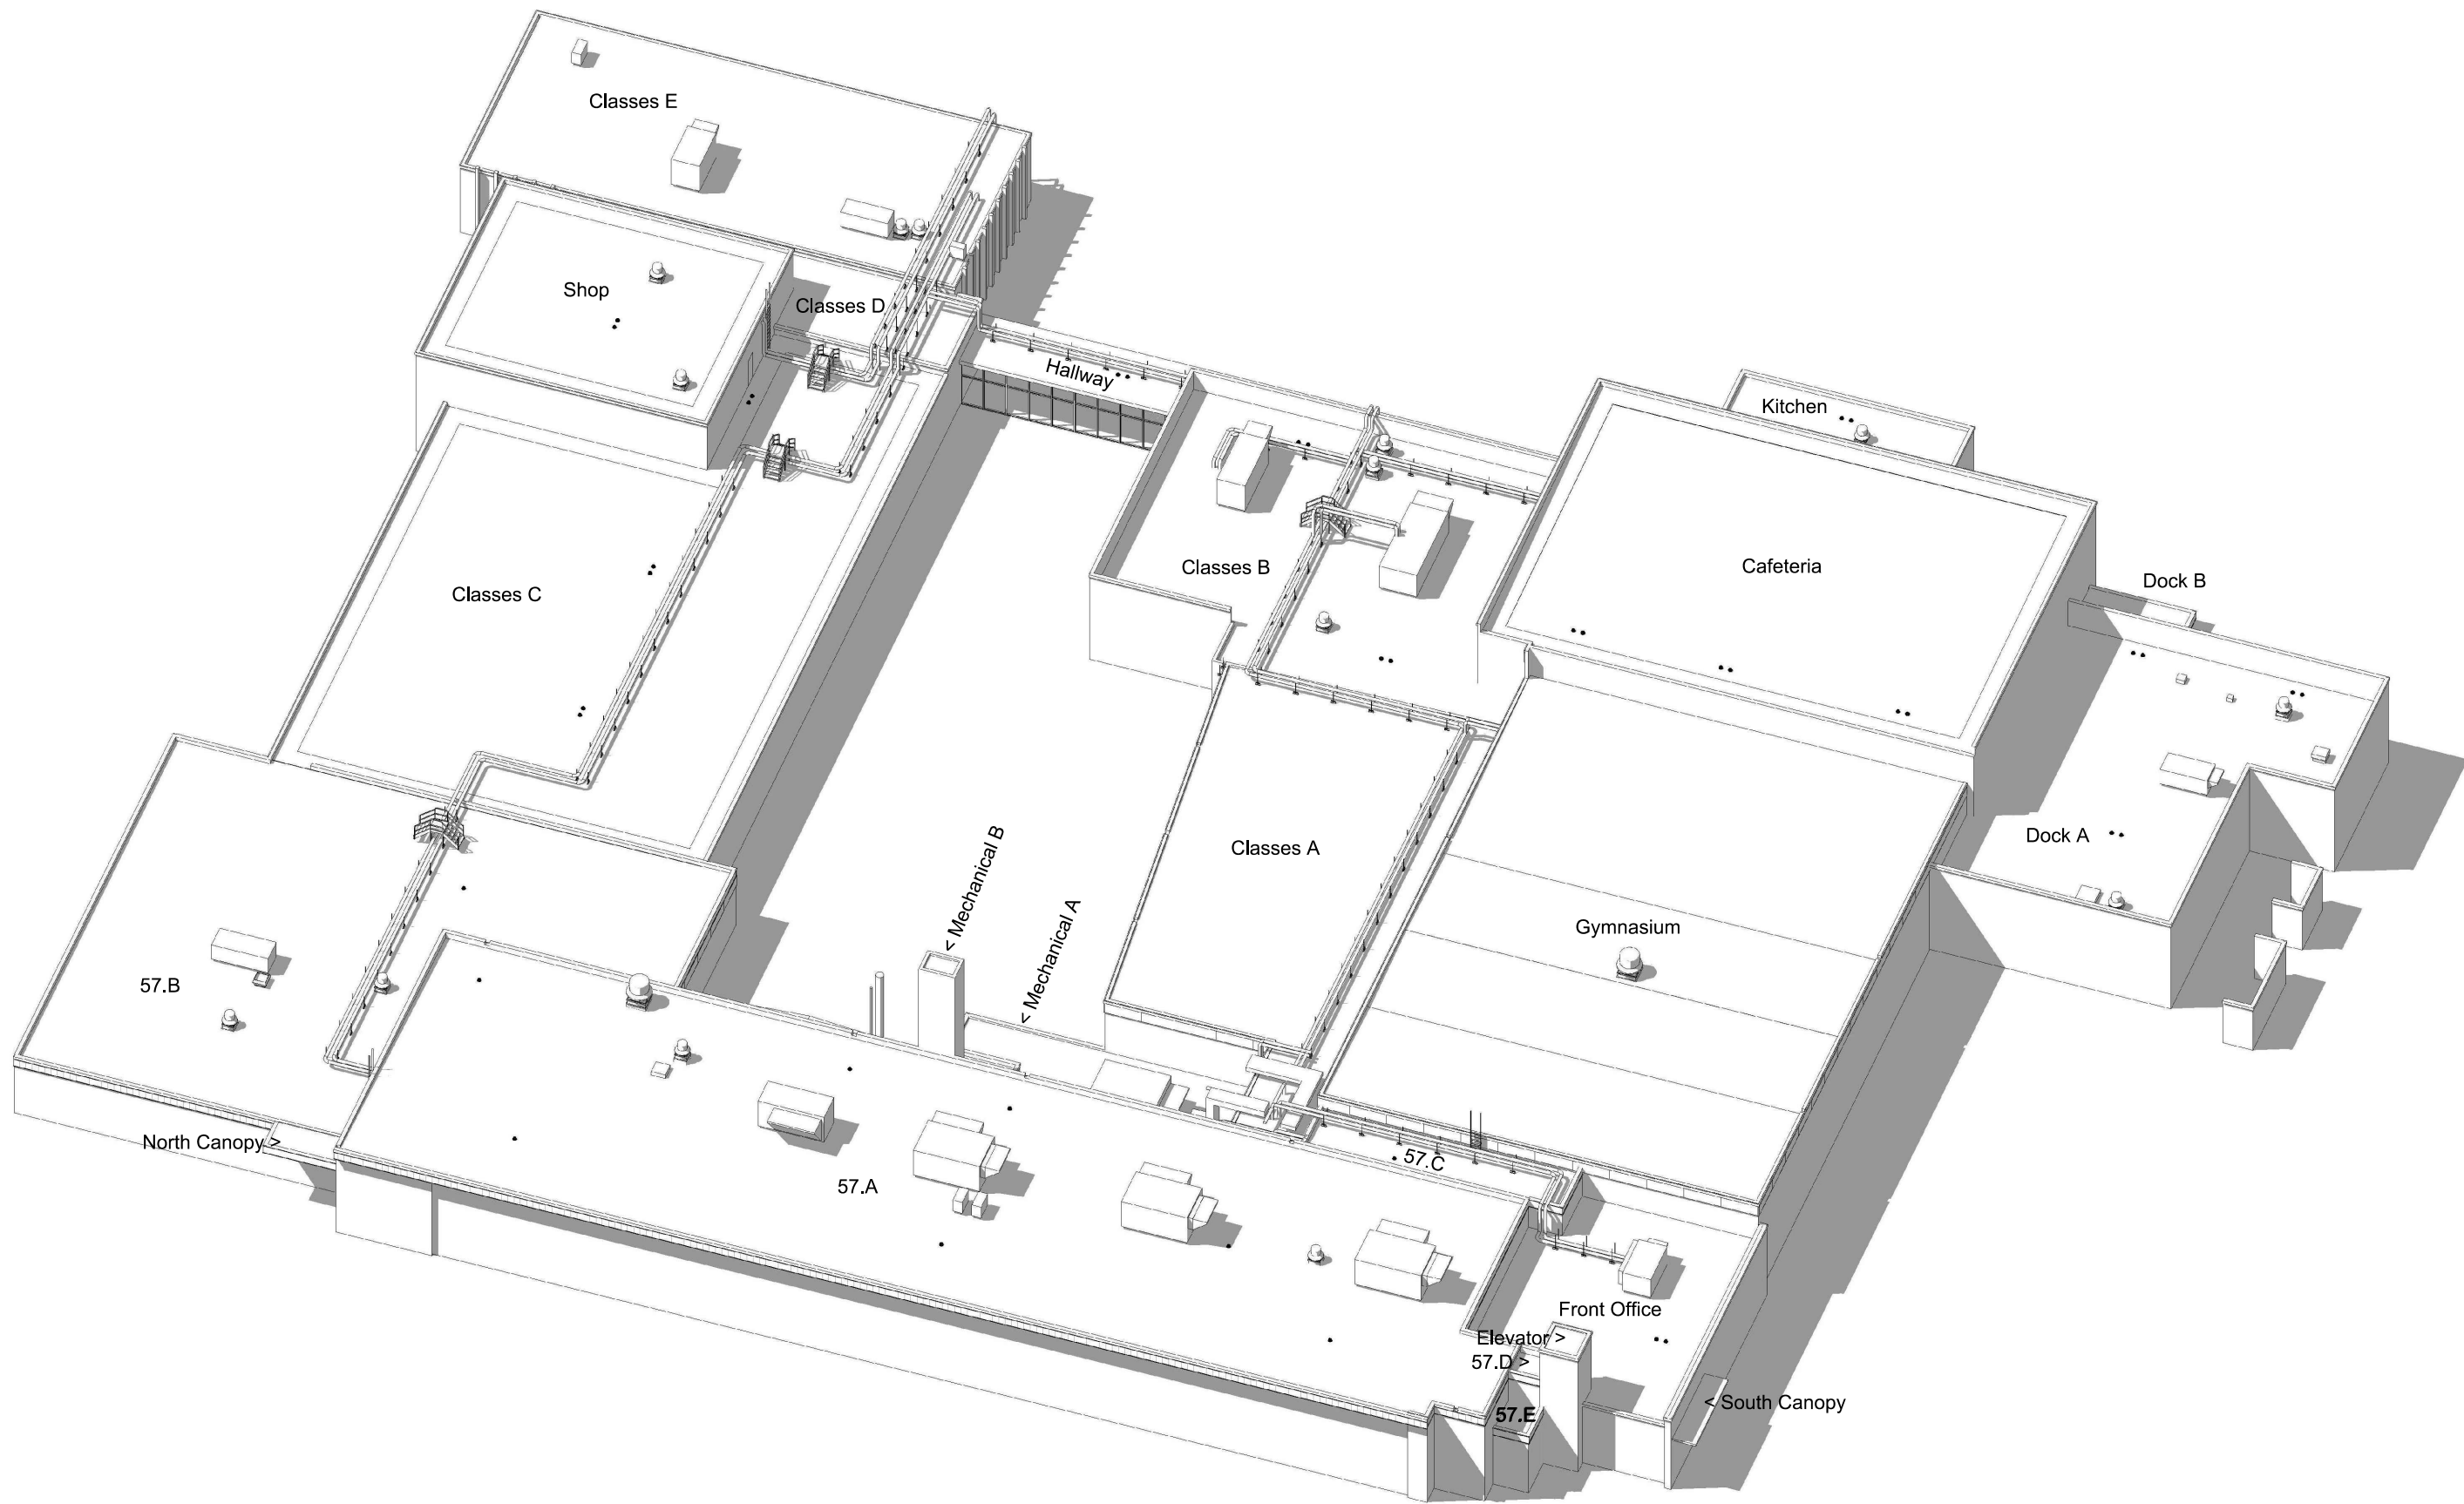 Classes E
Shop
Classes D
Hallway
Kitchen
Classes B
Cafeteria
Dock B
Classes C
Classes A
Dock A
< Mechanical B
< Mechanical A
Gymnasium
57.B
North Canopy >
57.A
57.C
Front Office
Elevator >
57.D >
57.E
< South Canopy